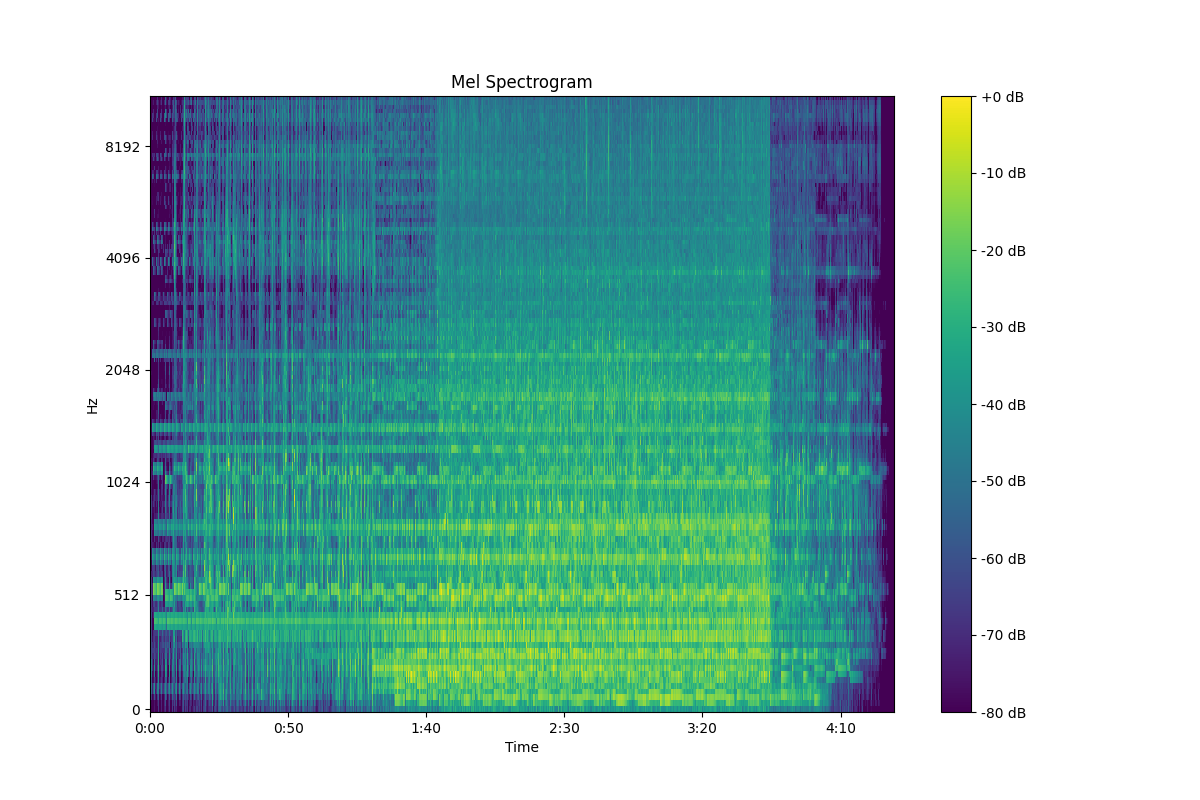 Mel Spectrogram
Hz
8192
4096
2048
1024
512
0
0:00 0:50 1:40 2:30 3:20 4:10
Time
+0 dB
-10 dB
-20 dB
-30 dB
-40 dB
-50 dB
-60 dB
-70 dB
-80 dB